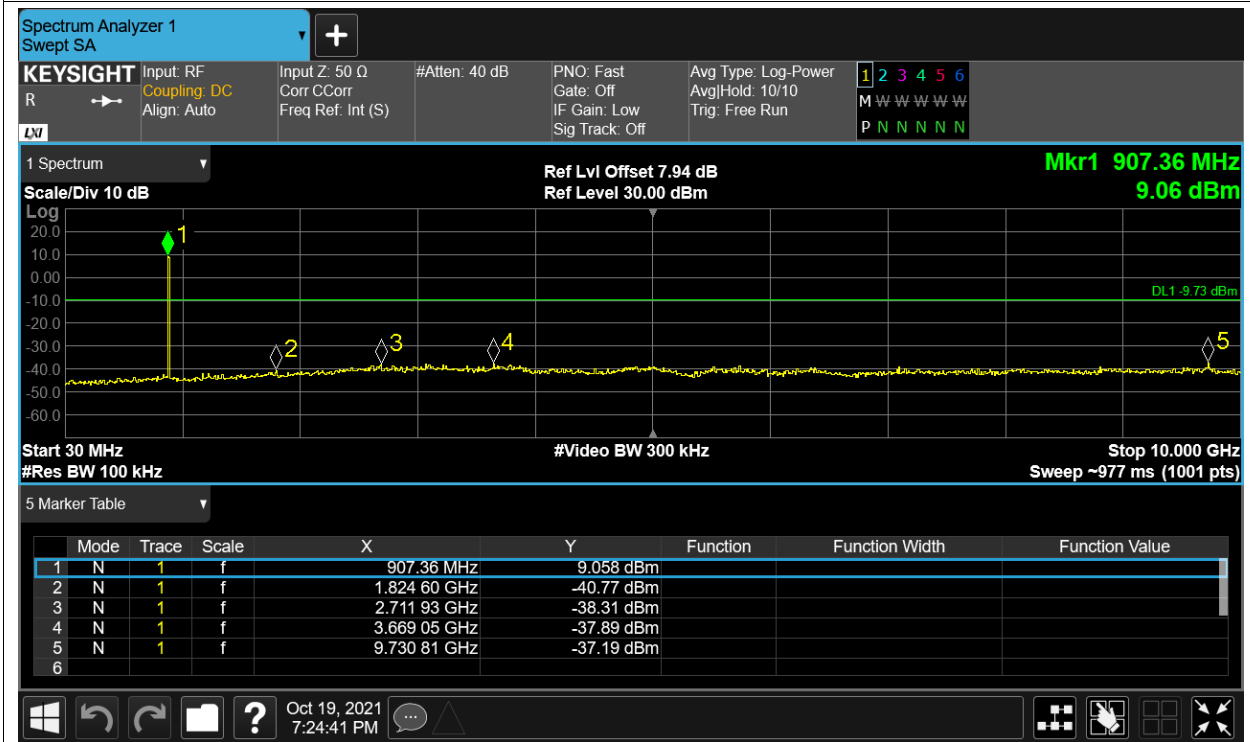 Spectrum Analyzer 1
Swept SA
+
KEYSIGHT
R
LXI
Input: RF
Coupling: DC
Align: Auto
Input Z: 50 Ω
Corr CCorr
Freq Ref: Int (S)
#Atten: 40 dB
PNO: Fast
Gate: Off
IF Gain: Low
Sig Track: Off
Avg Type: Log-Power
Avg|Hold: 10/10
Trig: Free Run
1 2 3 4 5 6
M W W W W W
P N N N N N
1 Spectrum
Scale/Div 10 dB
Ref Lvl Offset 7.94 dB
Ref Level 30.00 dBm
Mkr1 907.36 MHz
9.06 dBm
Log
20.0
10.0
0.00
-10.0
-20.0
-30.0
-40.0
-50.0
-60.0
1
2
3
4
5
DL1 -9.73 dBm
Start 30 MHz
#Video BW 300 kHz
Stop 10.000 GHz
#Res BW 100 kHz
Sweep ~977 ms (1001 pts)
5 Marker Table
Mode Trace Scale X Y Function Function Width Function Value
1 N 1 f 907.36 MHz 9.058 dBm
2 N 1 f 1.824 60 GHz -40.77 dBm
3 N 1 f 2.711 93 GHz -38.31 dBm
4 N 1 f 3.669 05 GHz -37.89 dBm
5 N 1 f 9.730 81 GHz -37.19 dBm
6
?
Oct 19, 2021
7:24:41 PM